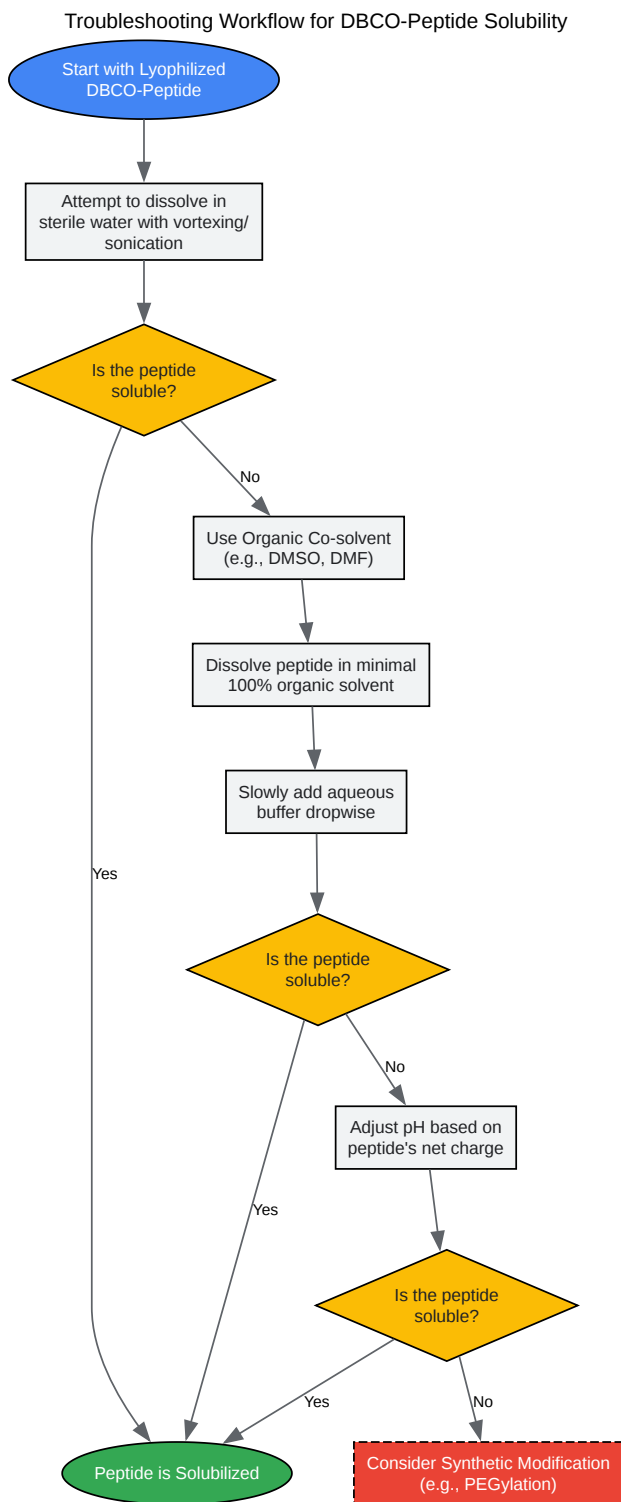 Troubleshooting Workflow for DBCO-Peptide Solubility
Start with Lyophilized
DBCO-Peptide
Attempt to dissolve in
sterile water with vortexing/
sonication
Is the peptide
soluble?
No
Use Organic Co-solvent
(e.g., DMSO, DMF)
Dissolve peptide in minimal
100% organic solvent
Slowly add aqueous
buffer dropwise
Yes
Is the peptide
soluble?
No
Adjust pH based on
peptide's net charge
Yes
Is the peptide
soluble?
Yes
No
Peptide is Solubilized
Consider Synthetic Modification
(e.g., PEGylation)